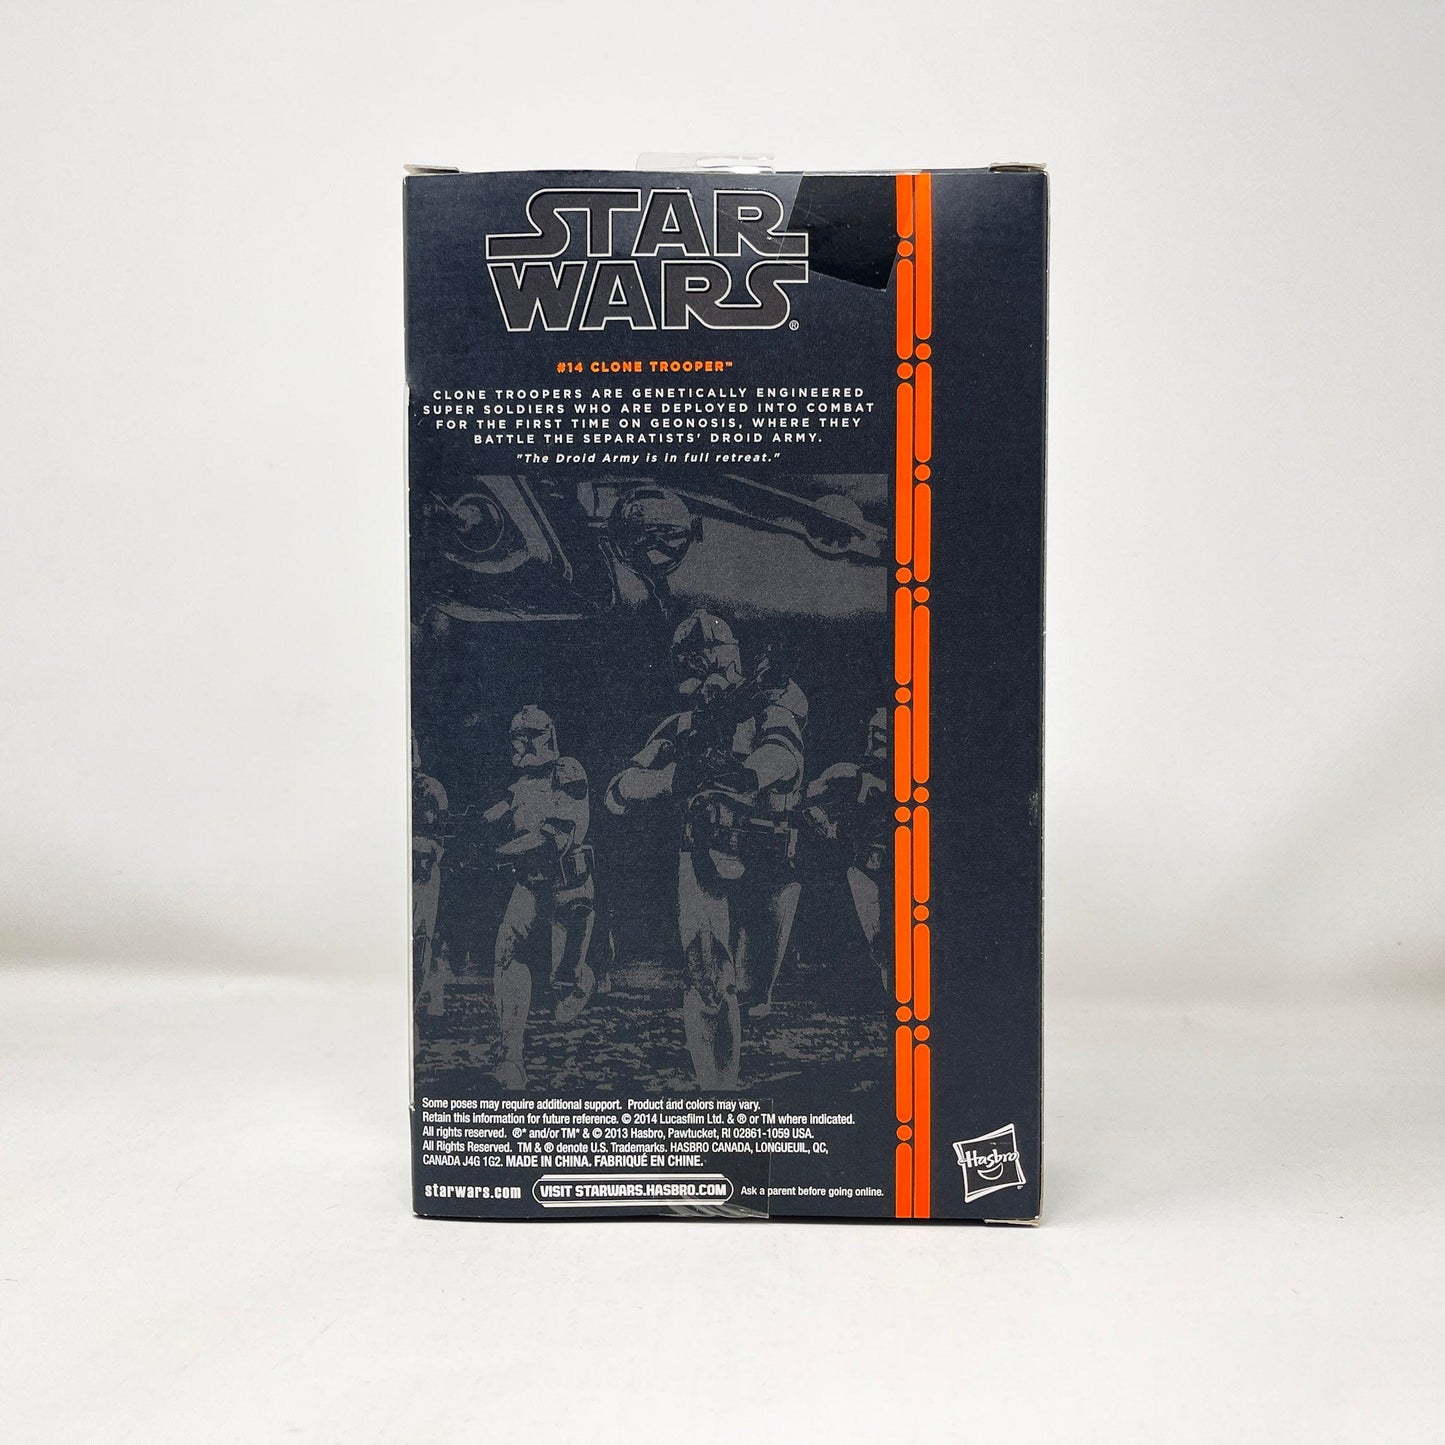 STAR
WARS®
#14 CLONE TROOPER™
CLONE TROOPERS ARE GENETICALLY ENGINEERED
SUPER SOLDIERS WHO ARE DEPLOYED INTO COMBAT
FOR THE FIRST TIME ON GEONOSIS, WHERE THEY
BATTLE THE SEPARATISTS' DROID ARMY.
"The Droid Army is in full retreat."
Some poses may require additional support. Product and colors may vary.
Retain this information for future reference. © 2014 Lucasfilm Ltd. & ® or TM where indicated.
All rights reserved. ®* and/or TM* & © 2013 Hasbro, Pawtucket, RI 02861-1059 USA.
All Rights Reserved. TM & ® denote U.S. Trademarks. HASBRO CANADA, LONGUEUIL, QC,
CANADA J4G 1G2. MADE IN CHINA. FABRIQUÉ EN CHINE.
starwars.com VISIT STARWARS.HASBRO.COM Ask a parent before going online.
Hasbro